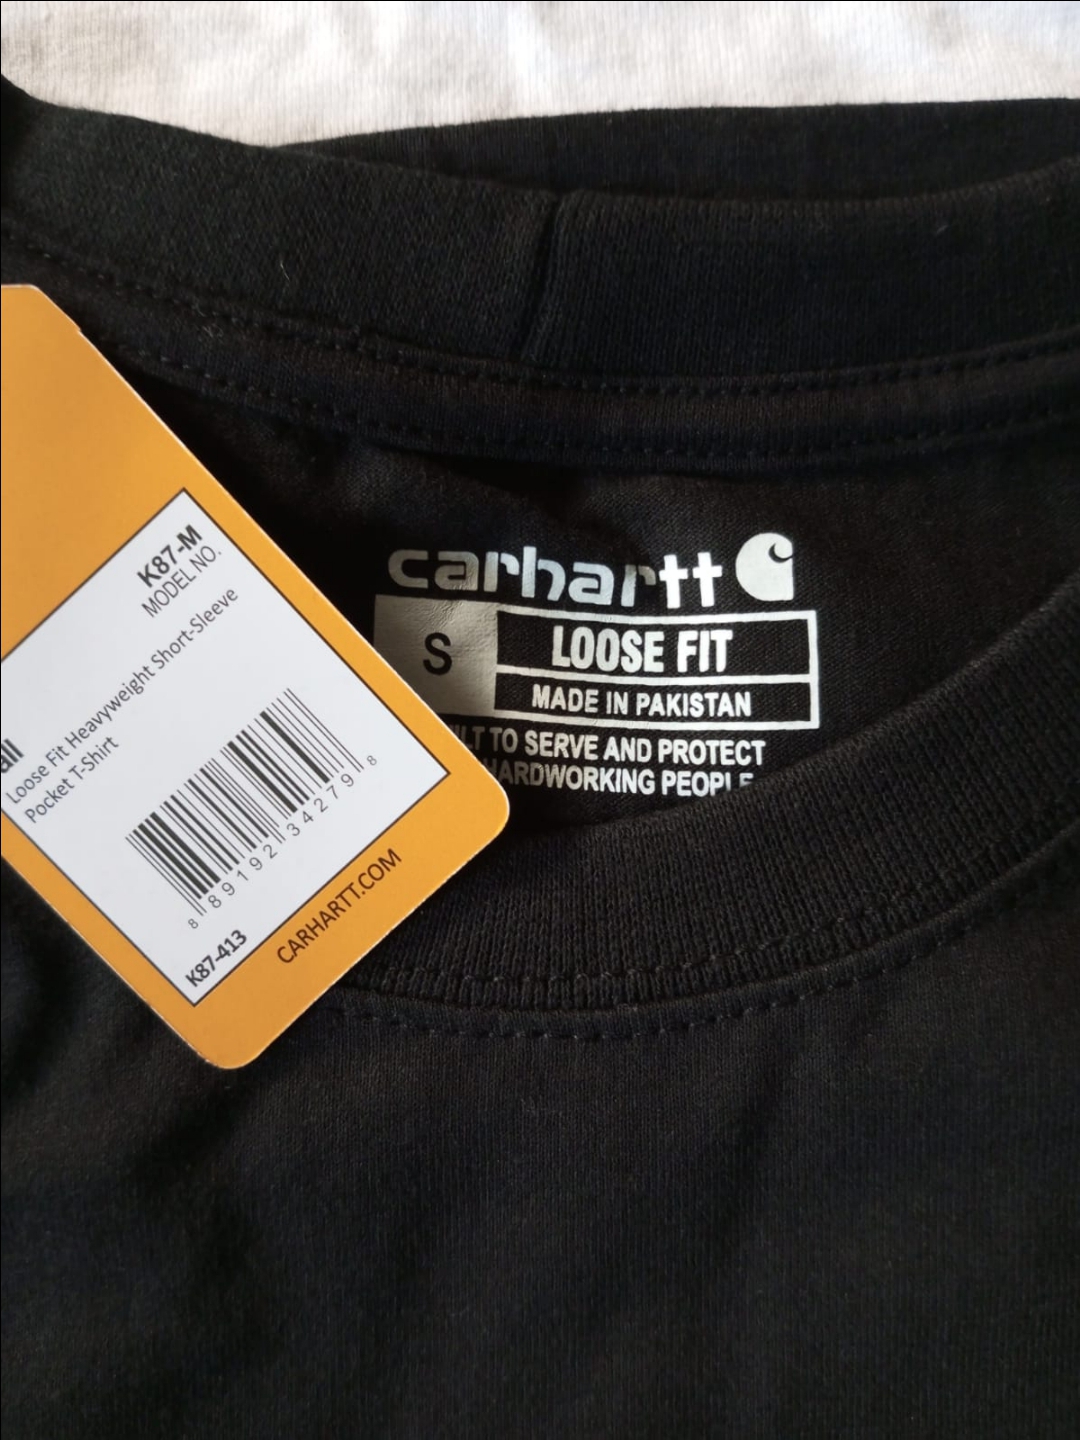 K87-M
MODEL NO.
all
Loose Fit Heavyweight Short-Sleeve
Pocket T-Shirt
8 89192 34279 8
K87-413
CARHARTT.COM
carhartt
S
LOOSE FIT
MADE IN PAKISTAN
TO SERVE AND PROTECT
HARDWORKING PEOPLE